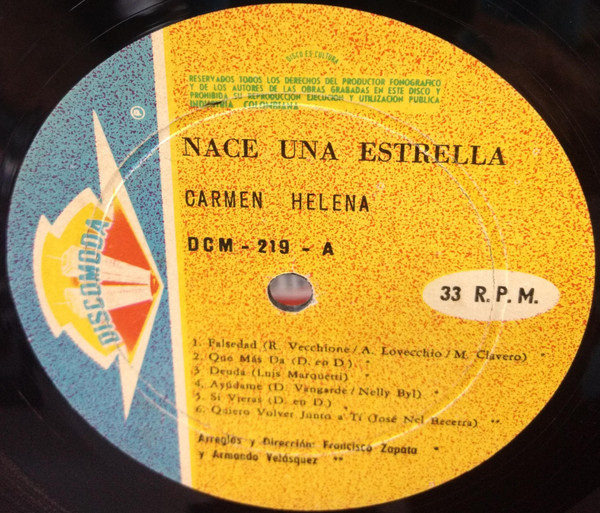 DISCO ES CULTURA
RESERVADOS TODOS LOS DERECHOS DEL PRODUCTOR FONOGRAFICO
Y DE LOS AUTORES DE LAS OBRAS GRABADAS EN ESTE DISCO Y
PROHIBIDA SU REPRODUCCION EJECUCION Y UTILIZACION PUBLICA
INDUSTRIA COLOMBIANA
℗
NACE UNA ESTRELLA
CARMEN HELENA
DCM - 219 - A
DISCOMODA
33 R. P. M.
1. Falsedad (R. Vecchione / A. Lovecchio / M. Clavero) *
2. Que Más Da (D. en D.) *
3 Deuda (Luis Marquetti) *
4. Ayúdame (D. Vangarde / Nelly Byl) *
5. Si Vieras (D. en D.) *
6. Quiero Volver Junto a Ti (José Nel Becerra) **
Arreglos y Dirección: Francisco Zapata *
y Armando Velásquez **